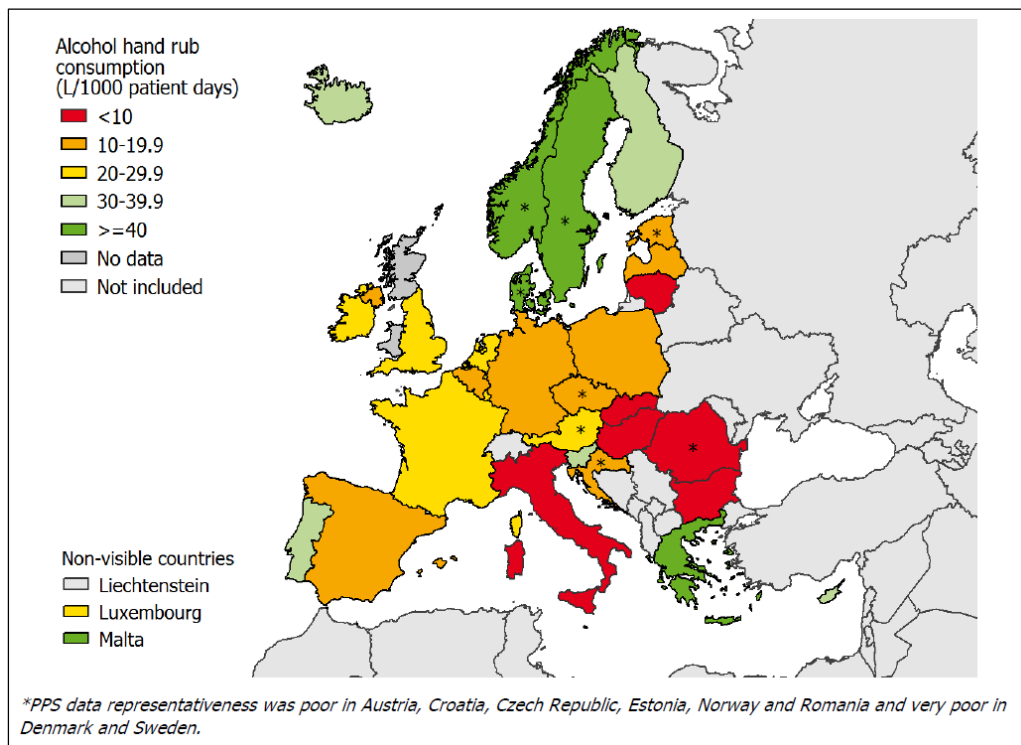 Alcohol hand rub
consumption
(L/1000 patient days)
<10
10-19.9
20-29.9
30-39.9
>=40
No data
Not included
Non-visible countries
Liechtenstein
Luxembourg
Malta
*PPS data representativeness was poor in Austria, Croatia, Czech Republic, Estonia, Norway and Romania and very poor in
Denmark and Sweden.